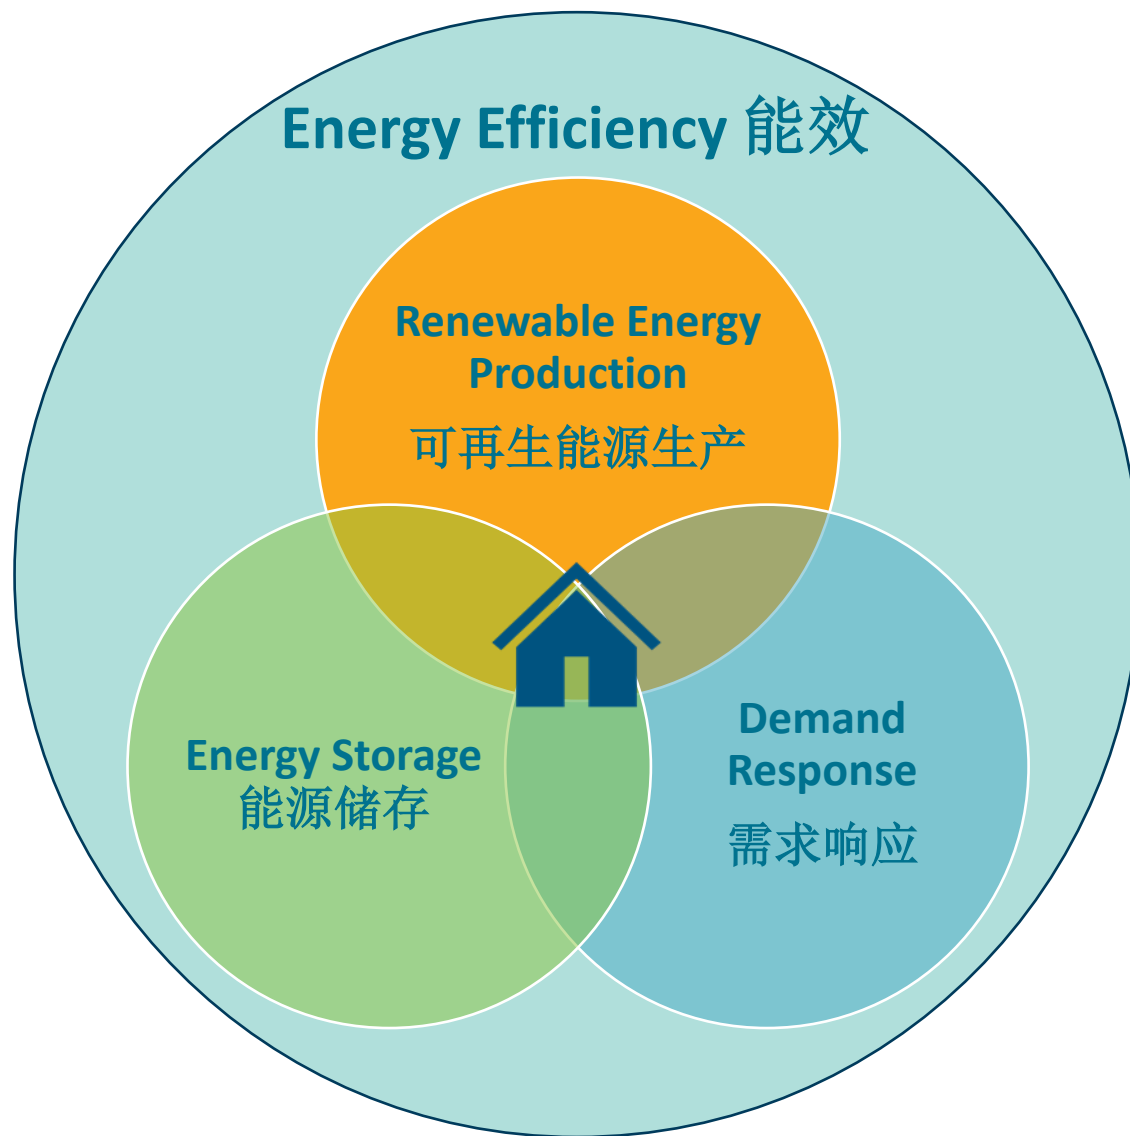 Energy Efficiency 能效
Renewable Energy
Production
可再生能源生产
Energy Storage
能源储存
Demand
Response
需求响应